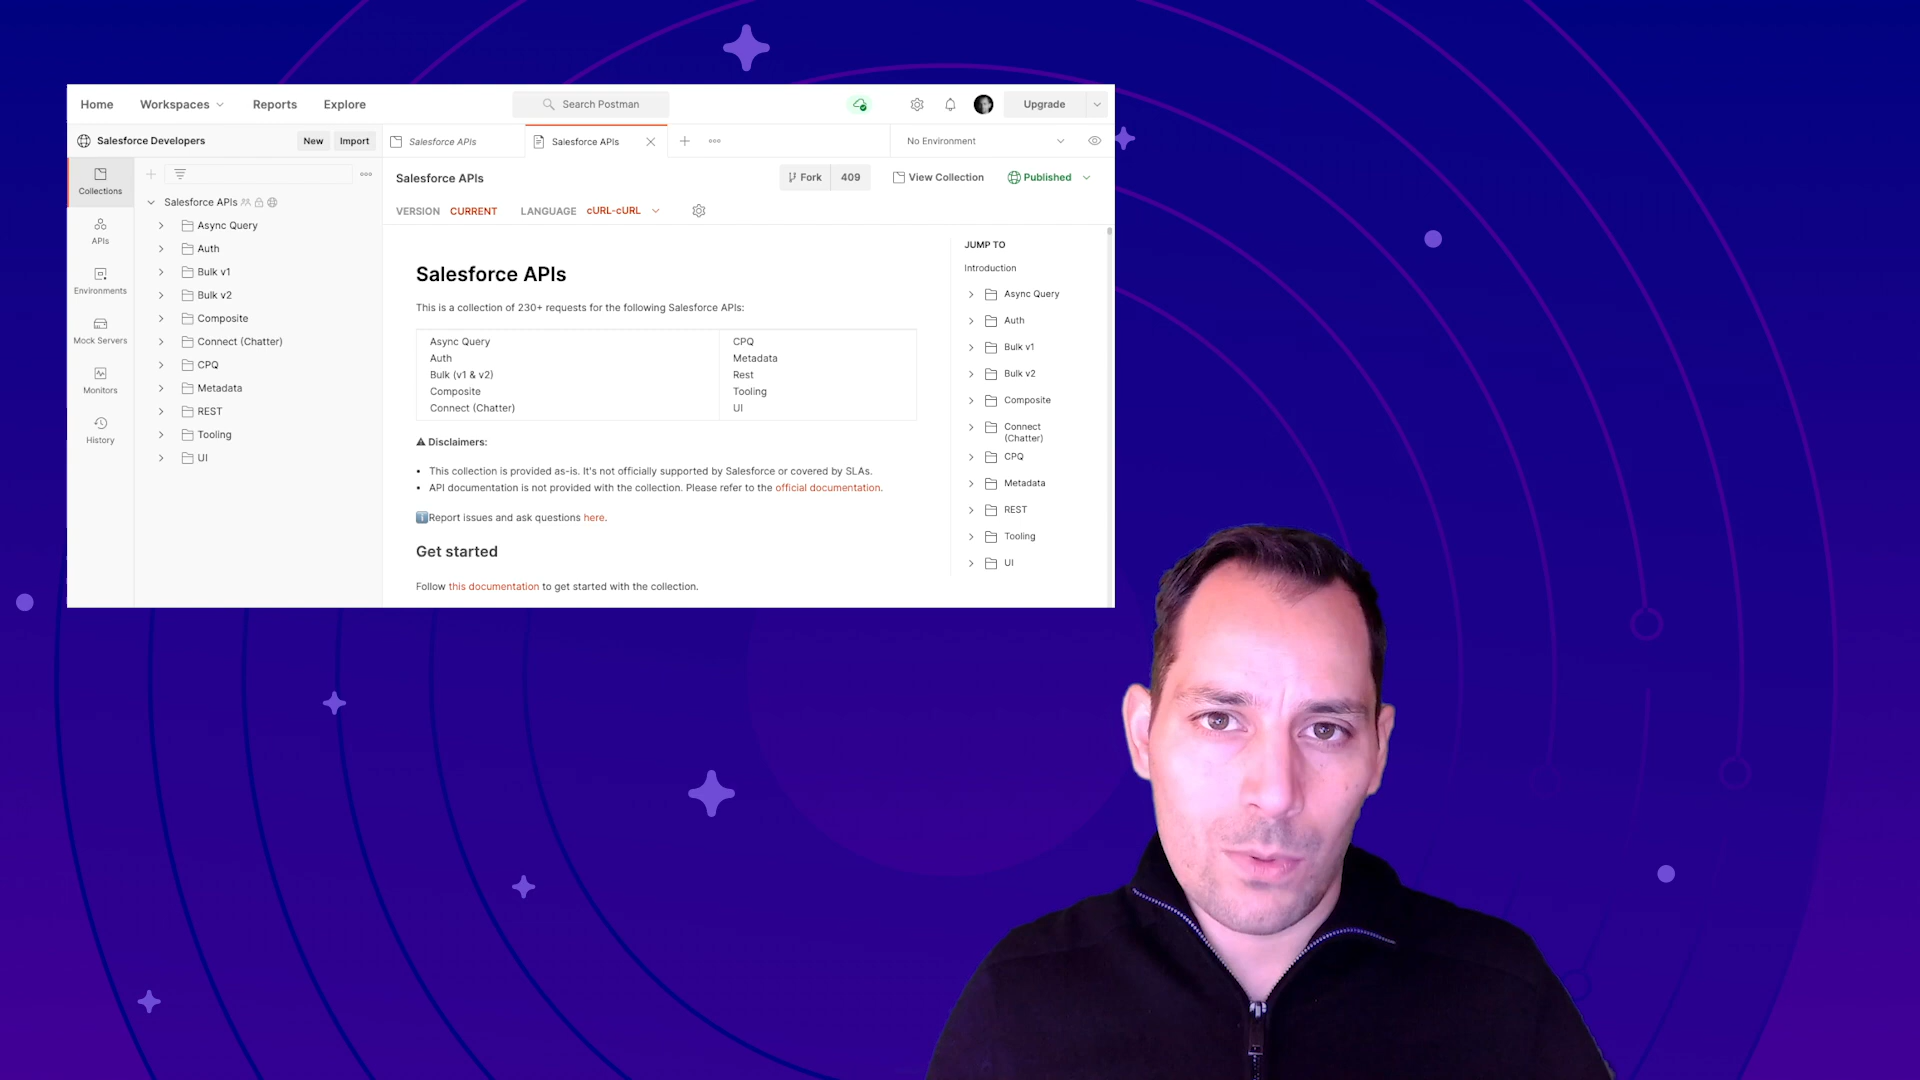 Home Workspaces Reports Explore Search Postman Upgrade
Salesforce Developers New Import Salesforce APIs Salesforce APIs No Environment
Collections
APIs
Environments
Mock Servers
Monitors
History
Salesforce APIs
Async Query
Auth
Bulk v1
Bulk v2
Composite
Connect (Chatter)
CPQ
Metadata
REST
Tooling
UI
Salesforce APIs Fork 409 View Collection Published
VERSION CURRENT LANGUAGE cURL-cURL
Salesforce APIs
This is a collection of 230+ requests for the following Salesforce APIs:
Async Query CPQ
Auth Metadata
Bulk (v1 & v2) Rest
Composite Tooling
Connect (Chatter) UI
⚠ Disclaimers:
• This collection is provided as-is. It's not officially supported by Salesforce or covered by SLAs.
• API documentation is not provided with the collection. Please refer to the official documentation.
ℹ️Report issues and ask questions here.
Get started
Follow this documentation to get started with the collection.
JUMP TO
Introduction
Async Query
Auth
Bulk v1
Bulk v2
Composite
Connect
(Chatter)
CPQ
Metadata
REST
Tooling
UI